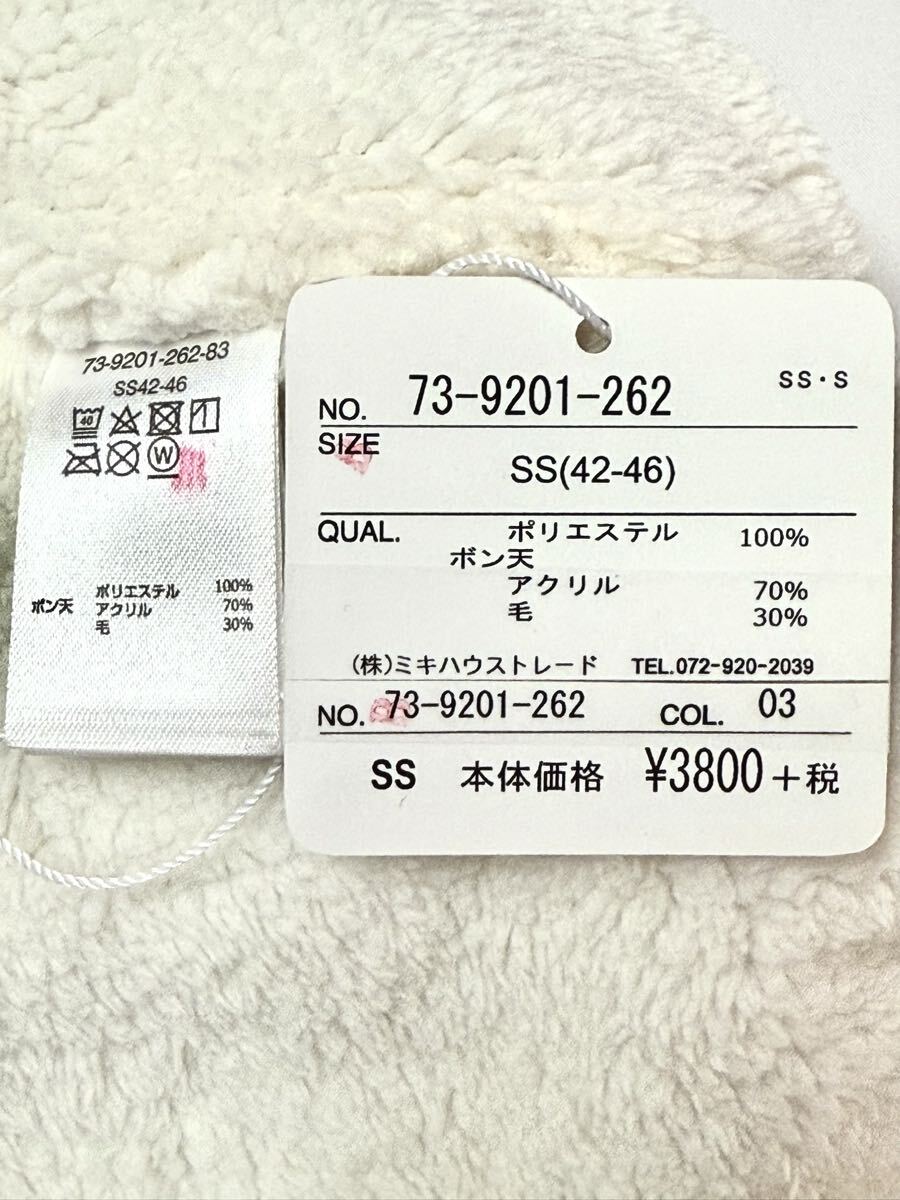 73-9201-262-83
SS42-46
40
W
ポリエステル 100%
ボン天 アクリル 70%
毛 30%
NO. 73-9201-262 SS・S
SIZE
SS(42-46)
QUAL. ポリエステル 100%
ボン天
アクリル 70%
毛 30%
(株)ミキハウストレード TEL.072-920-2039
NO. 73-9201-262 COL. 03
SS 本体価格 ¥3800+税